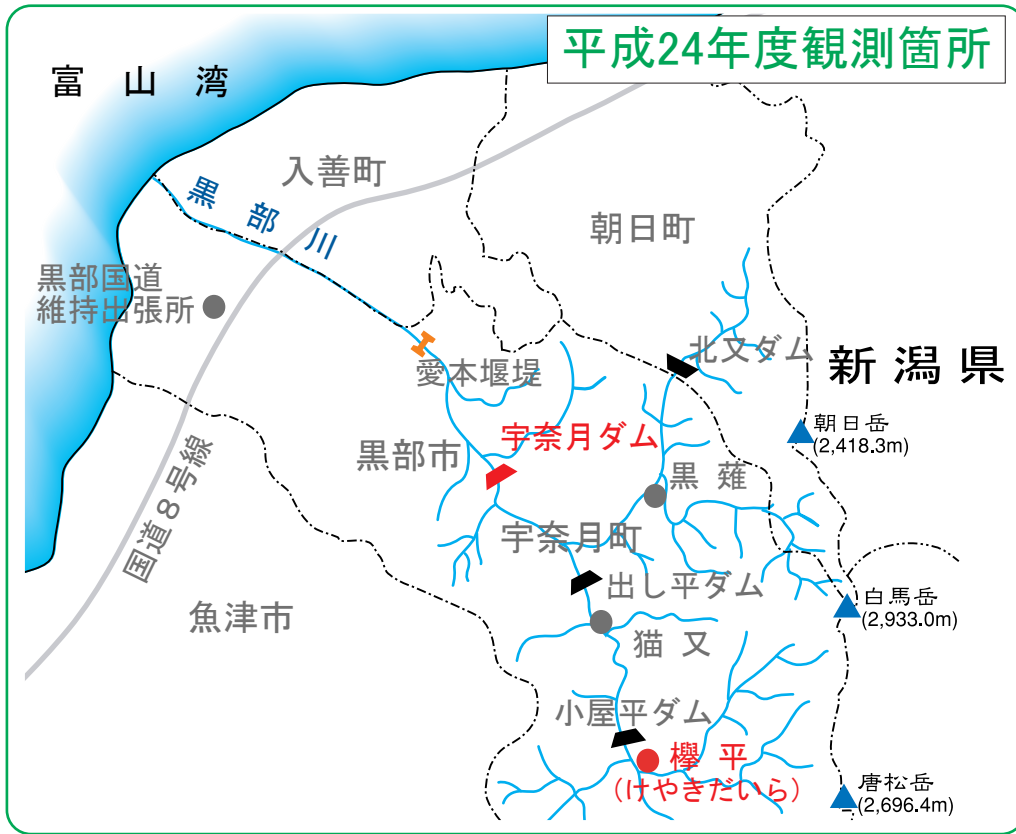 平成24年度観測箇所
富山湾
入善町
黒部川
朝日町
黒部国道
維持出張所
北又ダム
新潟県
愛本堰堤
朝日岳
(2,418.3m)
宇奈月ダム
黒部市
黒薙
国道8号線
宇奈月町
出し平ダム
白馬岳
(2,933.0m)
魚津市
猫又
小屋平ダム
欅平
(けやきだいら)
唐松岳
(2,696.4m)